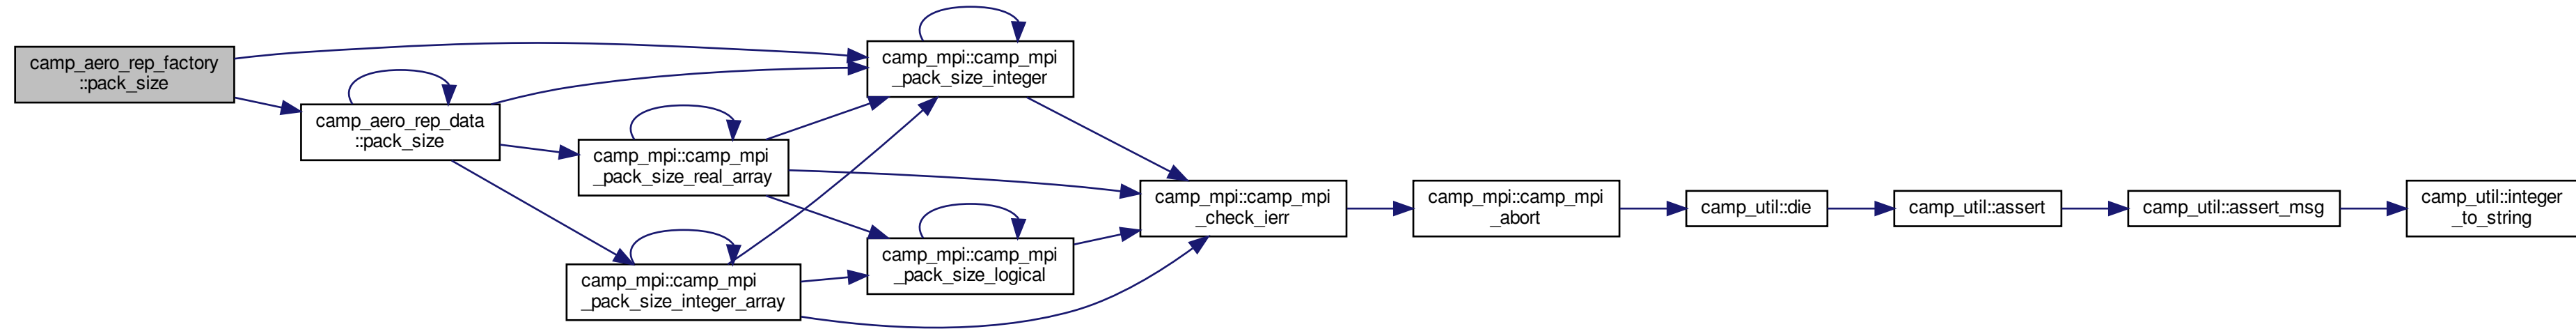 camp_aero_rep_factory
::pack_size
camp_aero_rep_data
::pack_size
camp_mpi::camp_mpi
_pack_size_integer
camp_mpi::camp_mpi
_pack_size_real_array
camp_mpi::camp_mpi
_pack_size_integer_array
camp_mpi::camp_mpi
_pack_size_logical
camp_mpi::camp_mpi
_check_ierr
camp_mpi::camp_mpi
_abort
camp_util::die
camp_util::assert
camp_util::assert_msg
camp_util::integer
_to_string